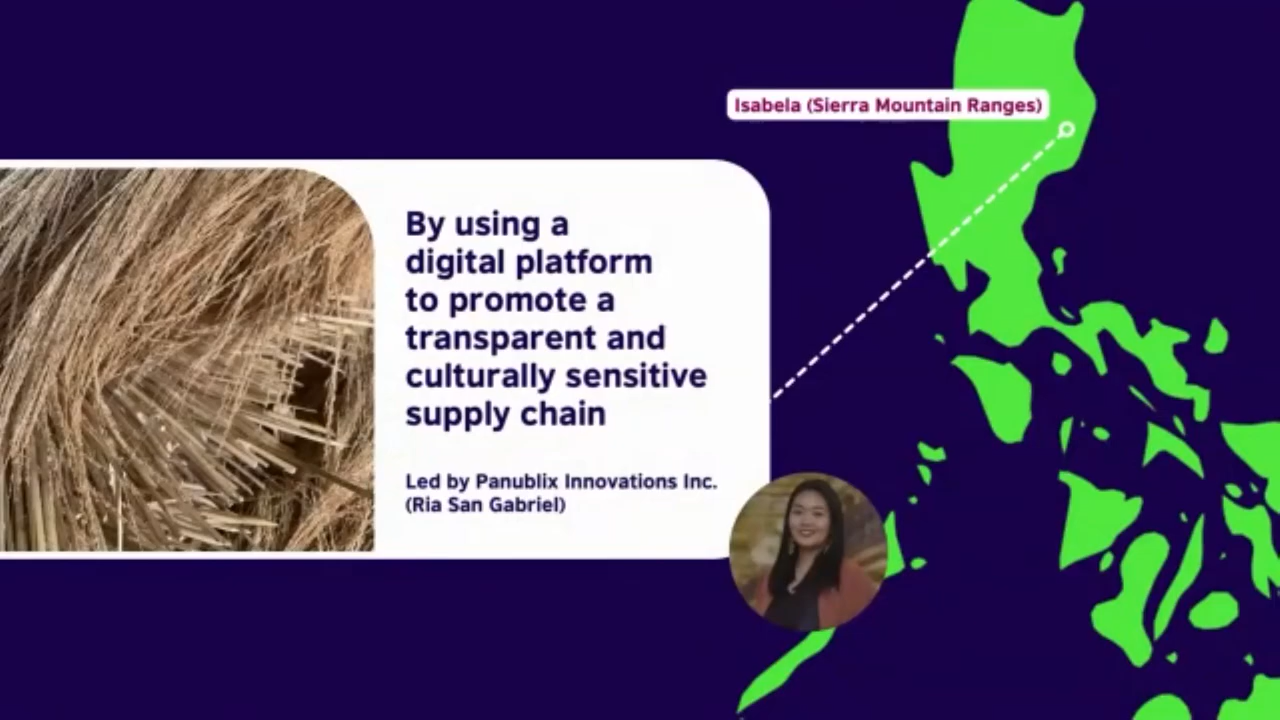 Isabela (Sierra Mountain Ranges)
By using a
digital platform
to promote a
transparent and
culturally sensitive
supply chain
Led by Panublix Innovations Inc.
(Ria San Gabriel)